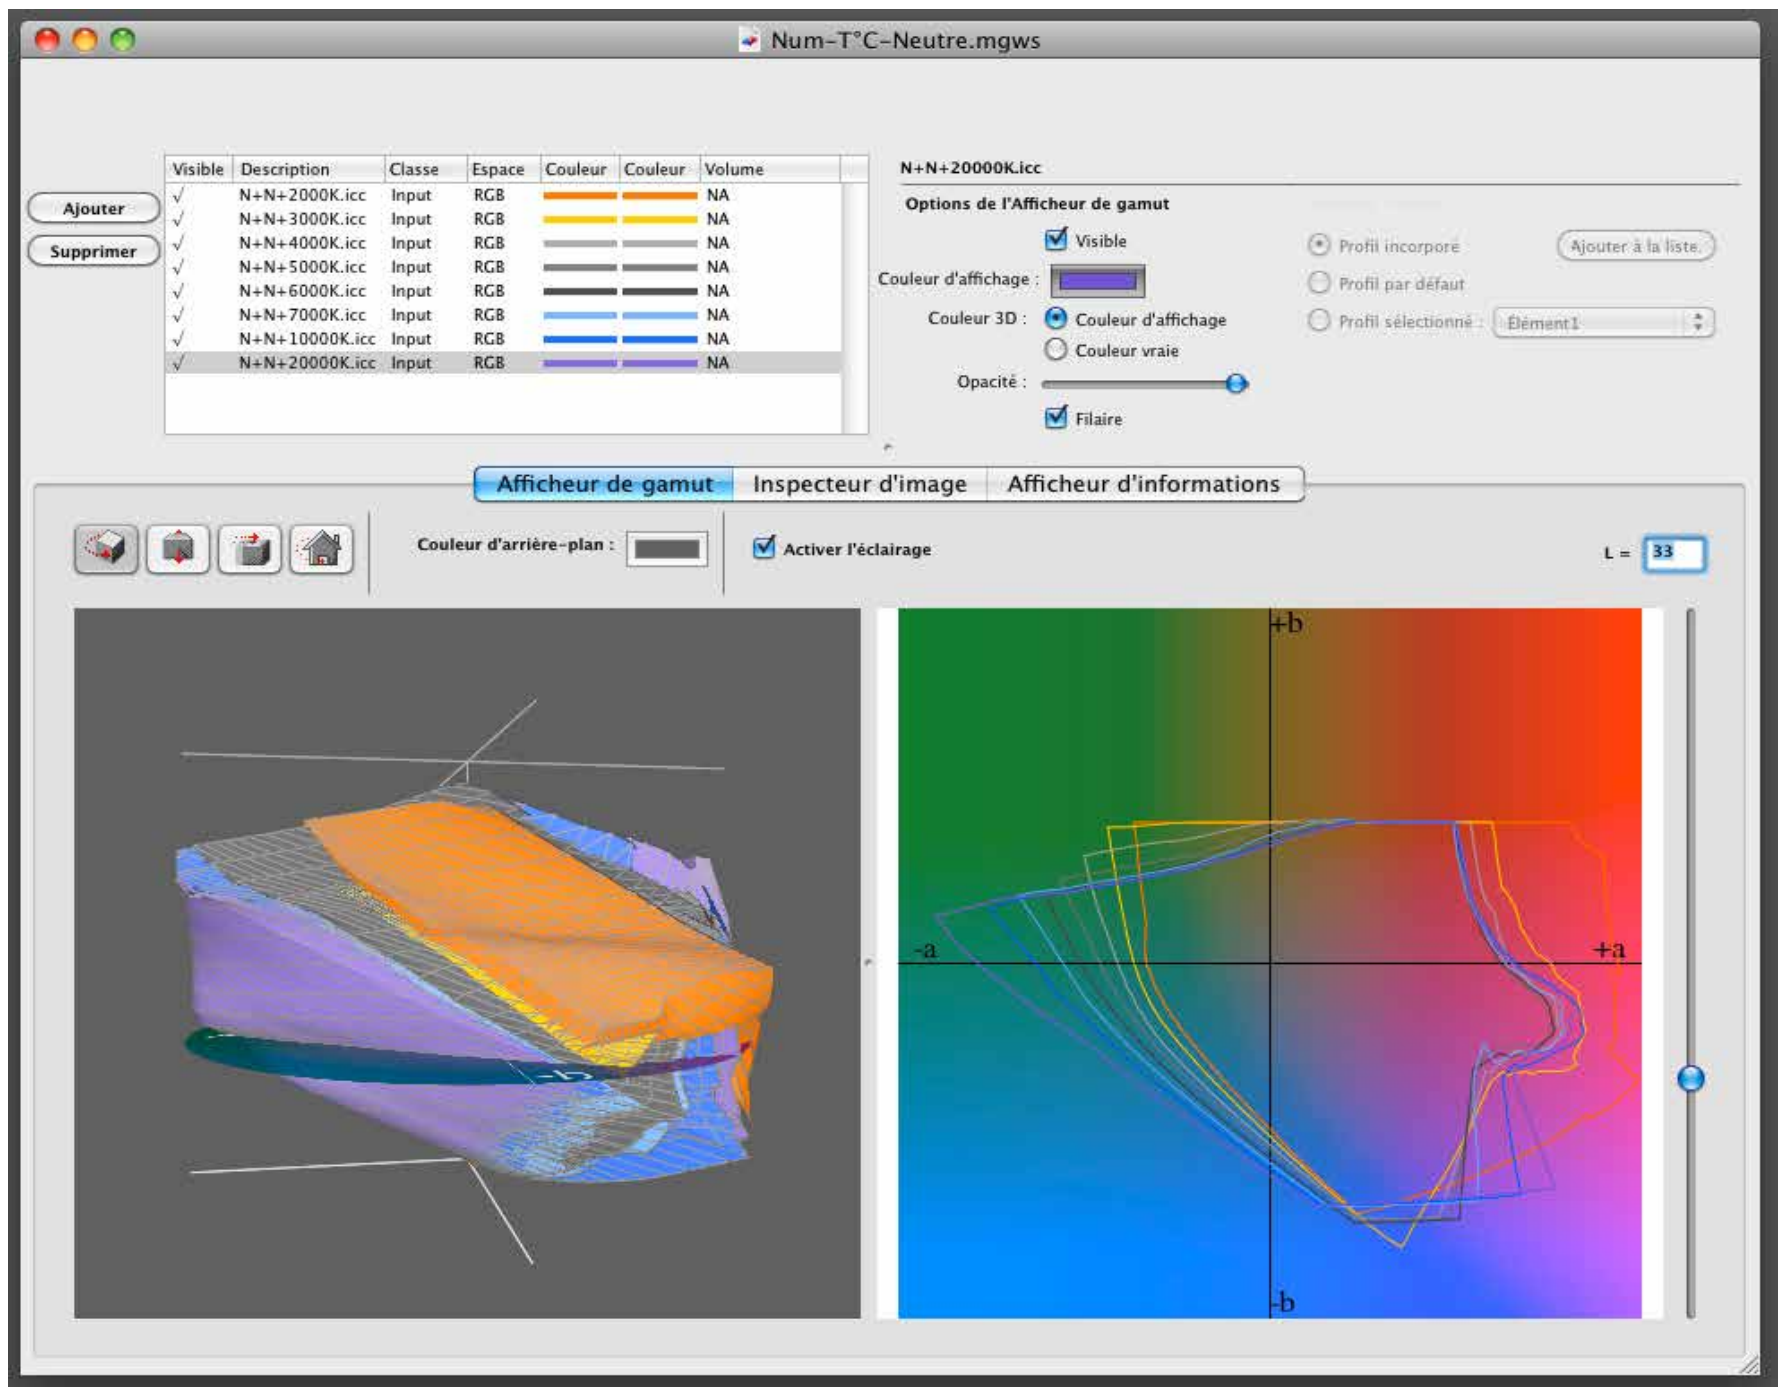 Num-T°C-Neutre.mgws
Visible Description Classe Espace Couleur Couleur Volume
√ N+N+2000K.icc Input RGB NA
√ N+N+3000K.icc Input RGB NA
√ N+N+4000K.icc Input RGB NA
√ N+N+5000K.icc Input RGB NA
√ N+N+6000K.icc Input RGB NA
√ N+N+7000K.icc Input RGB NA
√ N+N+10000K.icc Input RGB NA
√ N+N+20000K.icc Input RGB NA
Ajouter
Supprimer
N+N+20000K.icc
Options de l'Afficheur de gamut
Visible
Couleur d'affichage :
Couleur 3D : Couleur d'affichage
Couleur vraie
Opacité :
Filaire
Profil incorporé Ajouter à la liste.
Profil par défaut
Profil sélectionné : Élément1
Afficheur de gamut Inspecteur d'image Afficheur d'informations
Couleur d'arrière-plan : Activer l'éclairage L = 33
-b
+b
-a +a
-b